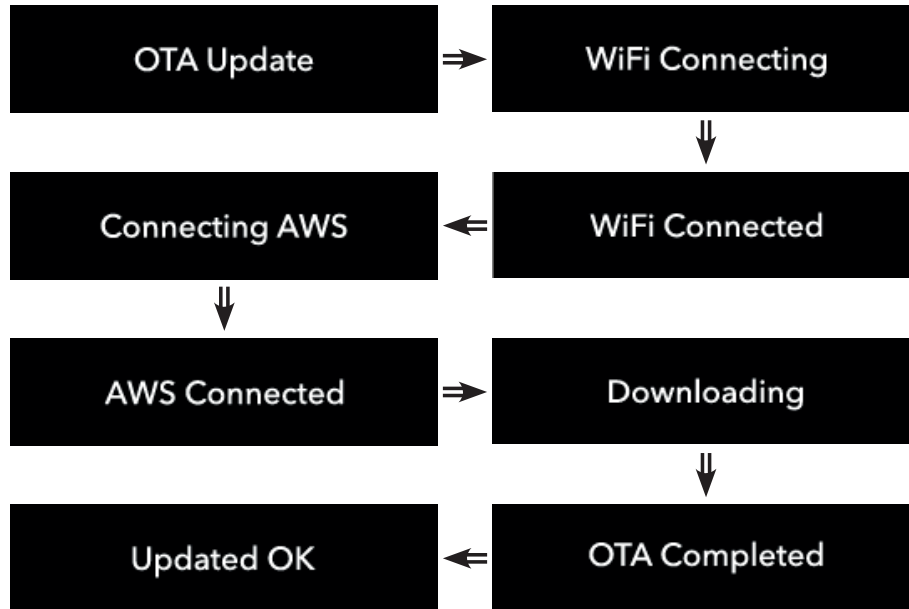 OTA Update
WiFi Connecting
WiFi Connected
Connecting AWS
AWS Connected
Downloading
OTA Completed
Updated OK